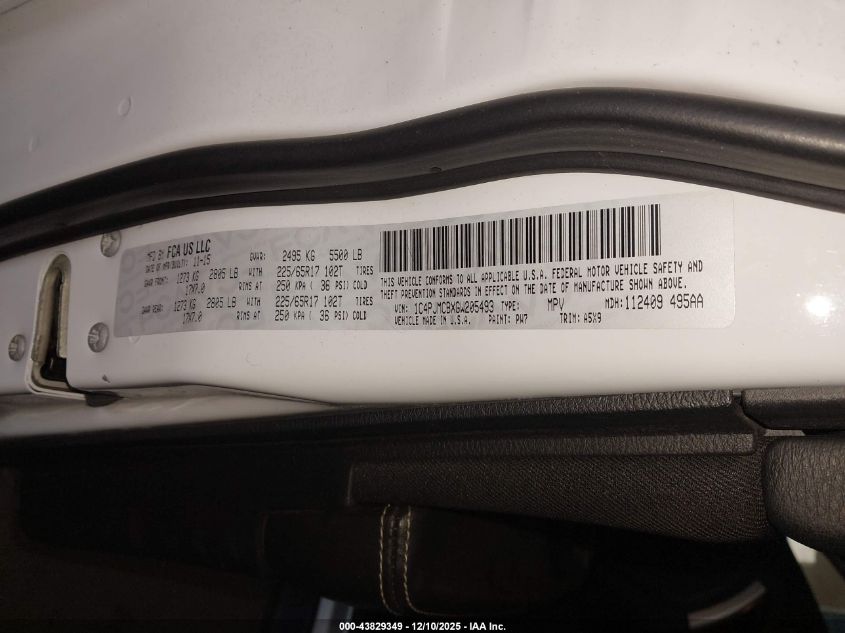 MFD BY FCA US LLC
DATE OF MFR/BUILT: 11-15 GVWR: 2495 KG 5500 LB
GAWR FRONT: 1273 KG 2805 LB WITH 225/65R17 102T TIRES
17X7.0 RIMS AT 250 KPA ( 36 PSI) COLD
GAWR REAR: 1273 KG 2805 LB WITH 225/65R17 102T TIRES
17X7.0 RIMS AT 250 KPA ( 36 PSI) COLD
THIS VEHICLE CONFORMS TO ALL APPLICABLE U.S.A. FEDERAL MOTOR VEHICLE SAFETY AND
THEFT PREVENTION STANDARDS IN EFFECT ON THE DATE OF MANUFACTURE SHOWN ABOVE.
VIN: 1C4PJMCBXGW205493 TYPE: MPV MDH: 112409 495AA
VEHICLE MADE IN U.S.A. PAINT: PW7 TRIM: A5X9
000-43829349 - 12/10/2025 - IAA Inc.